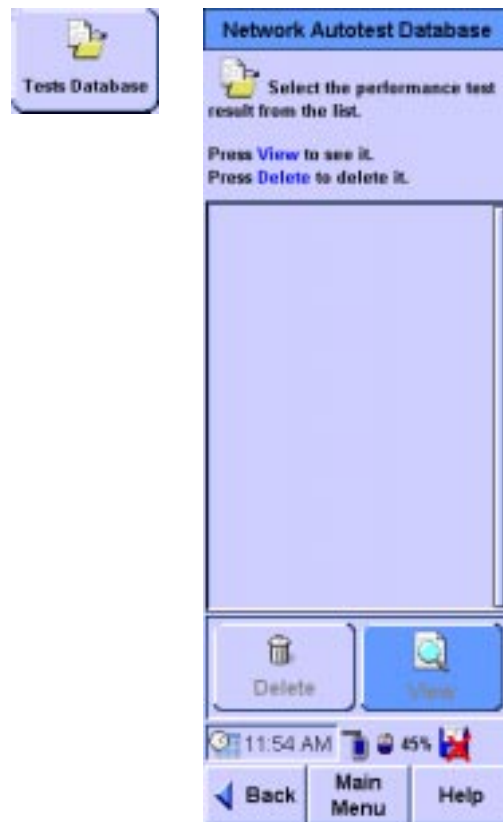 Tests Database
Network Autotest Database
Select the performance test
result from the list.
Press View to see it.
Press Delete to delete it.
Delete
View
11:54 AM
45%
Back
Main
Menu
Help